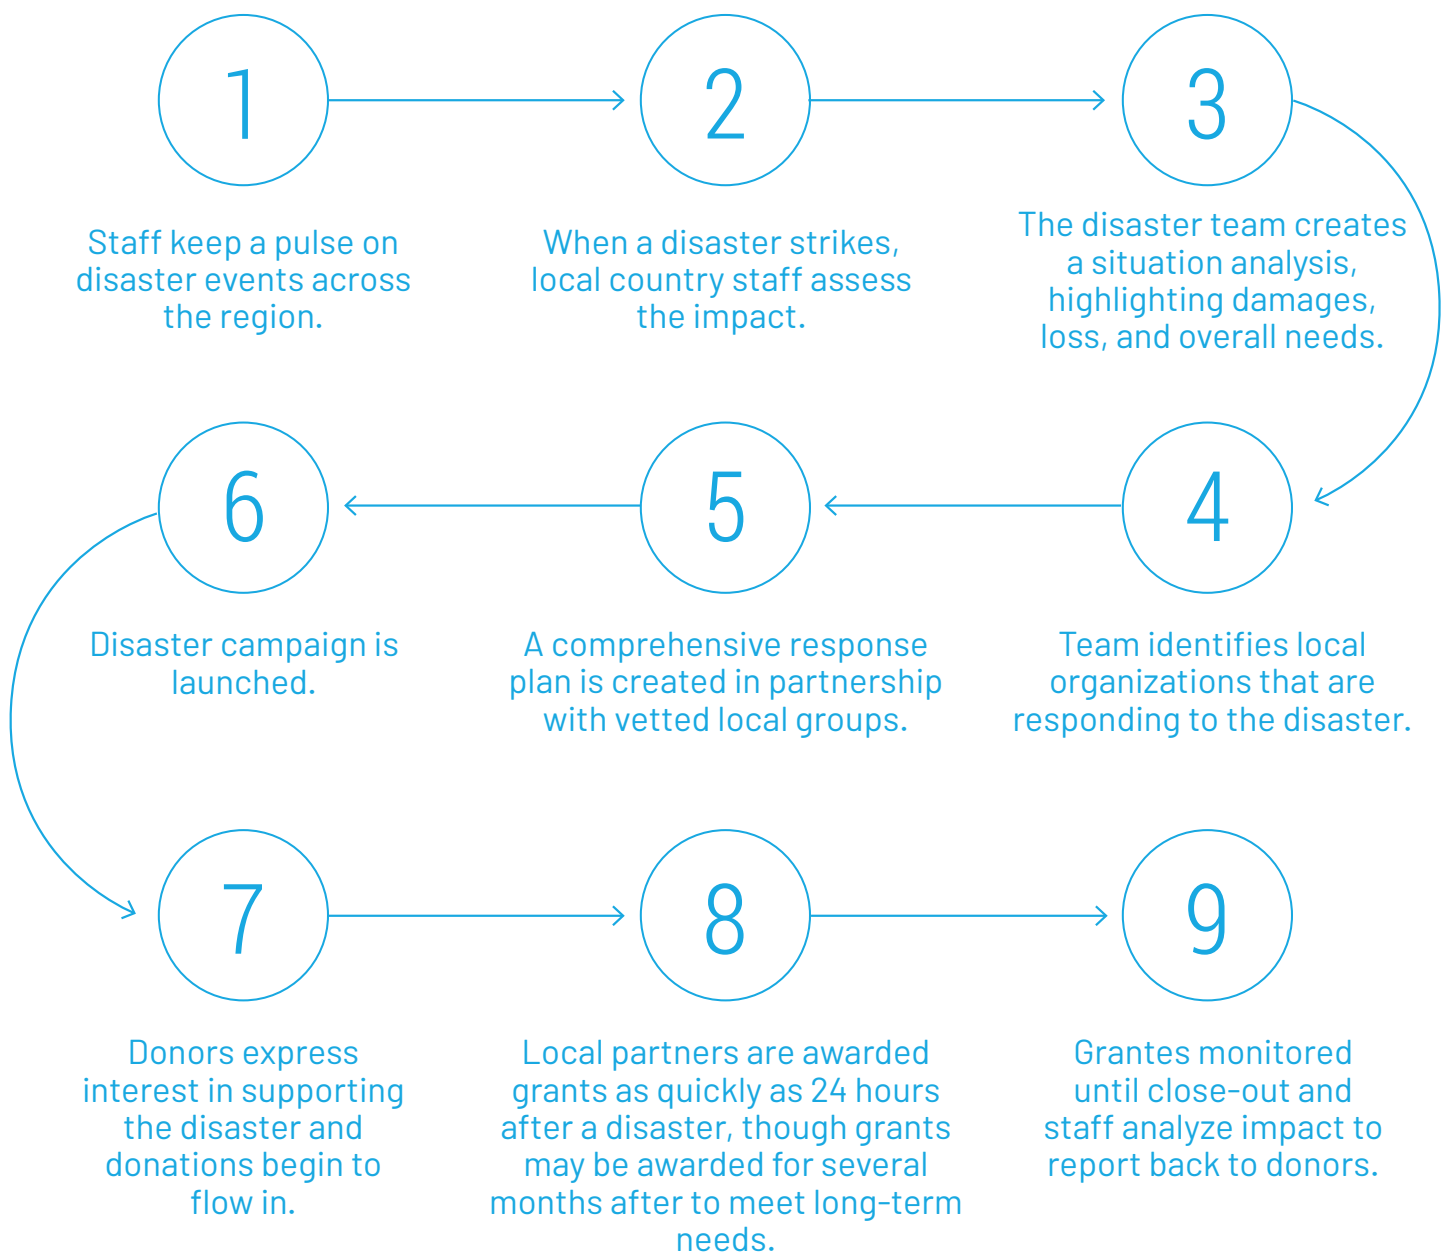 1
Staff keep a pulse on
disaster events across
the region.
2
When a disaster strikes,
local country staff assess
the impact.
3
The disaster team creates
a situation analysis,
highlighting damages,
loss, and overall needs.
4
Team identifies local
organizations that are
responding to the disaster.
5
A comprehensive response
plan is created in partnership
with vetted local groups.
6
Disaster campaign is
launched.
7
Donors express
interest in supporting
the disaster and
donations begin to
flow in.
8
Local partners are awarded
grants as quickly as 24 hours
after a disaster, though grants
may be awarded for several
months after to meet long-term
needs.
9
Grantes monitored
until close-out and
staff analyze impact to
report back to donors.